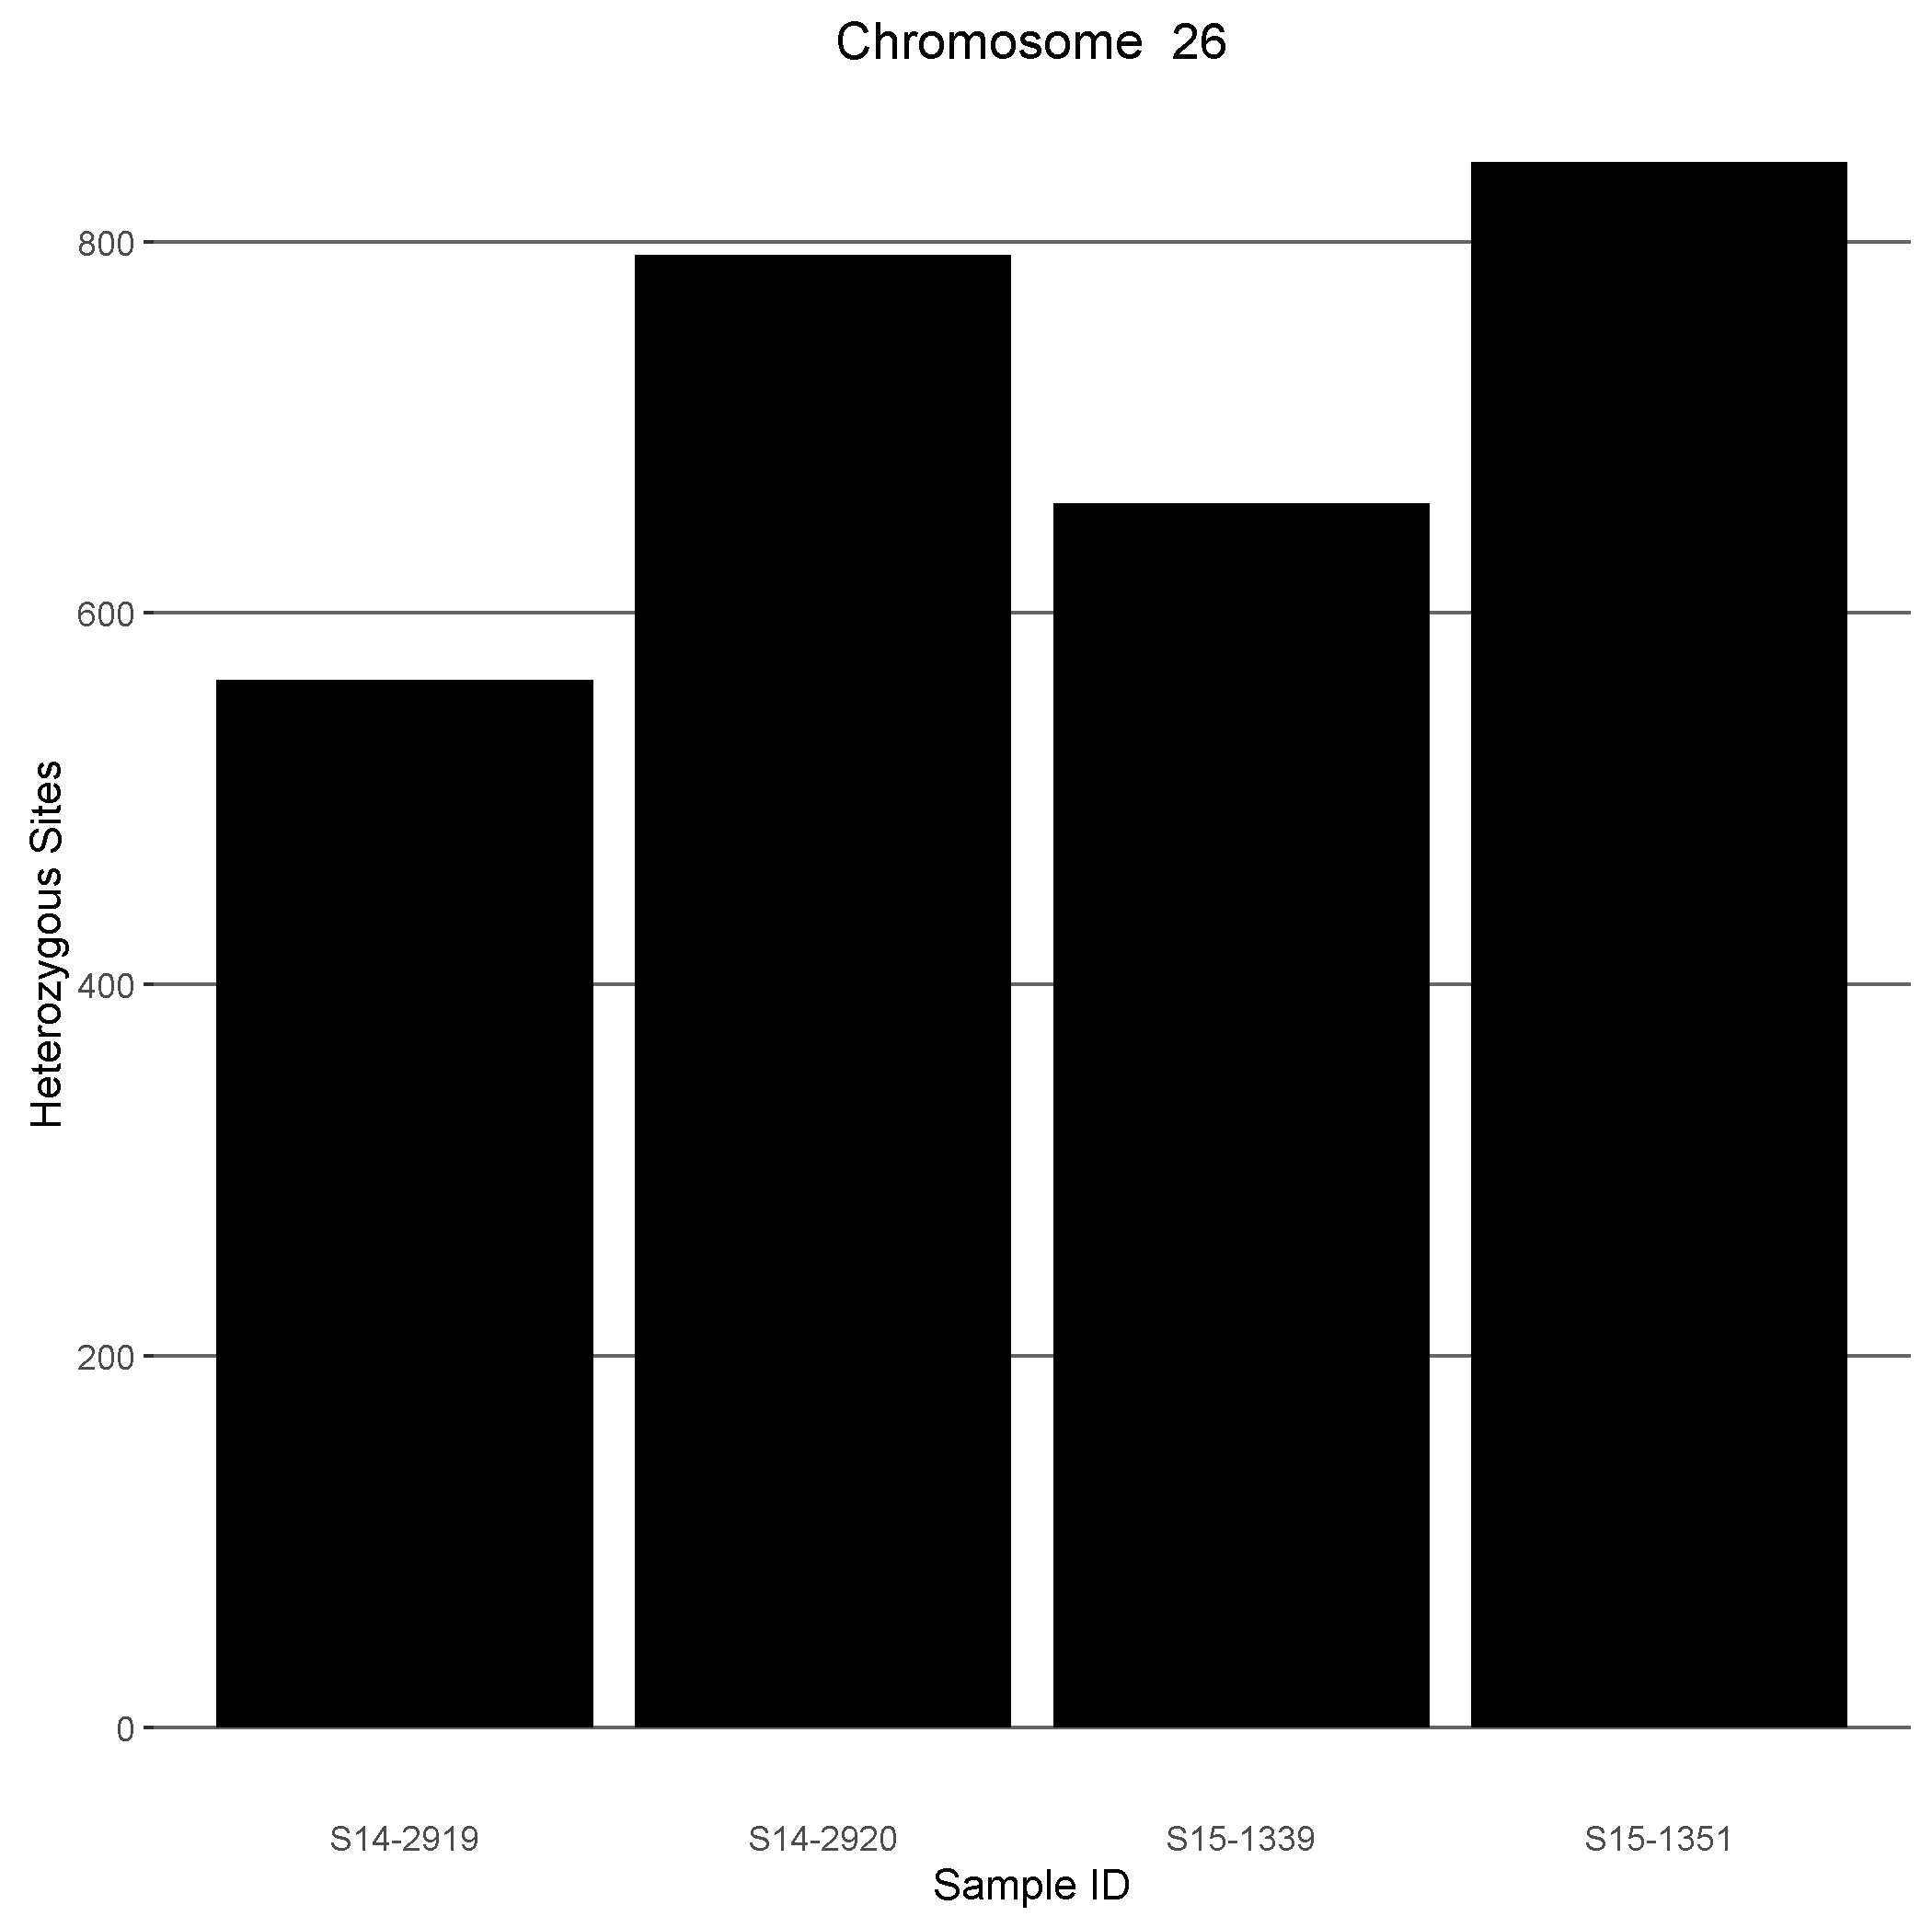 Chromosome  26
Heterozygous Sites
800
600
400
200
0
S14-2919 S14-2920 S15-1339 S15-1351
Sample ID